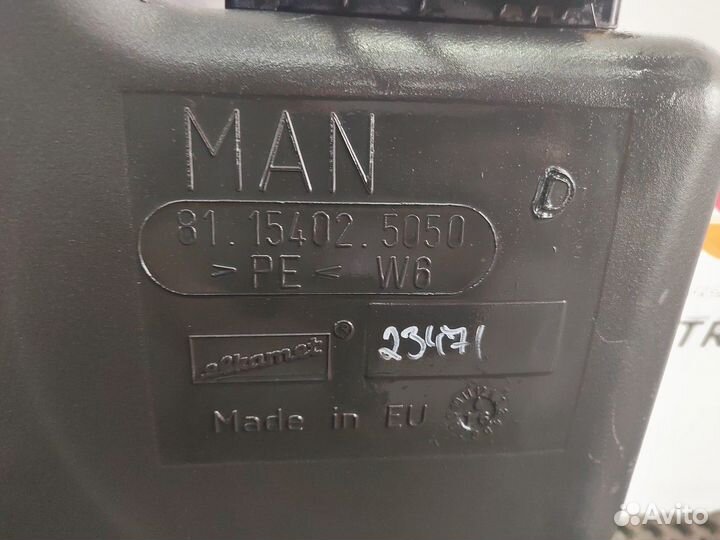 MAN
D
81.15402.5050
>PE< W6
elkamet®
23471
Made in EU
TR
Avito